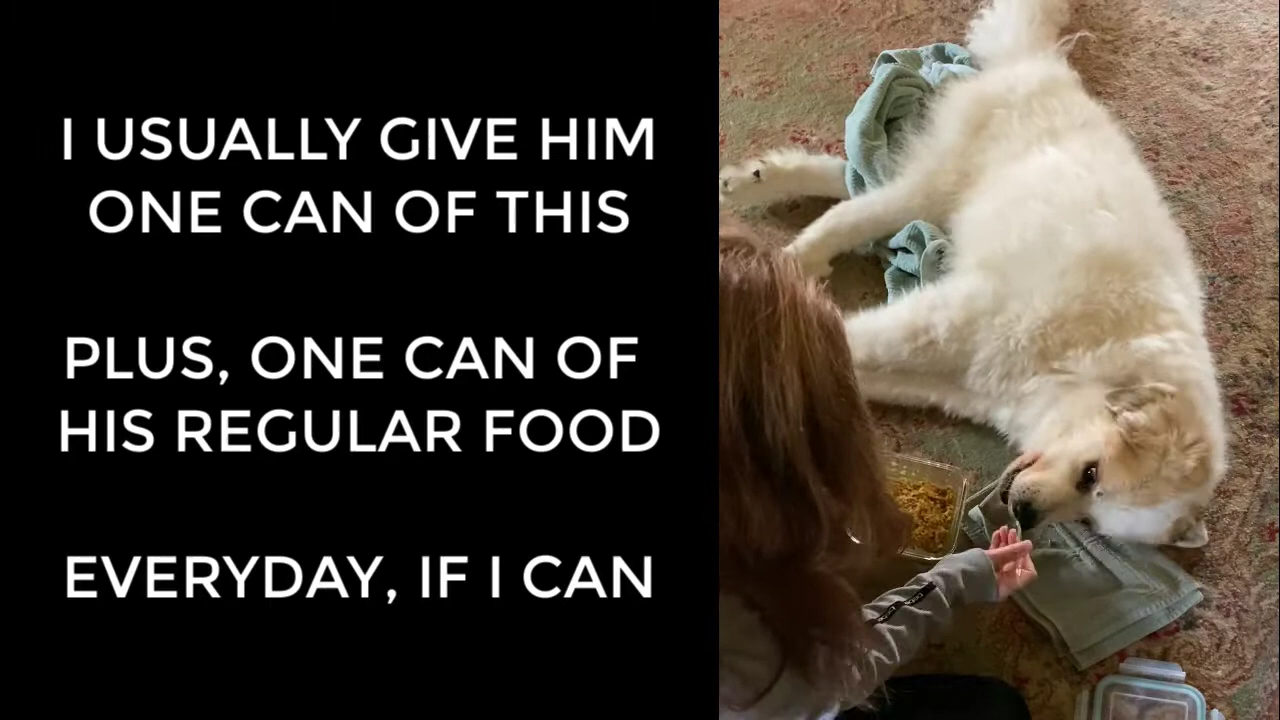 I USUALLY GIVE HIM
ONE CAN OF THIS
PLUS, ONE CAN OF
HIS REGULAR FOOD
EVERYDAY, IF I CAN